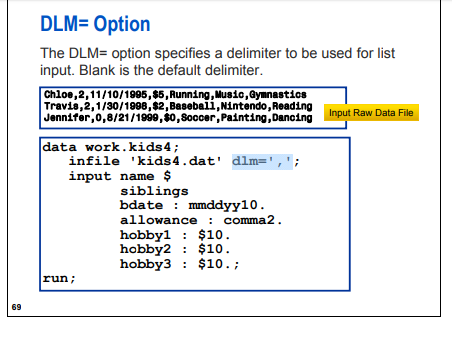 DLM= Option
The DLM= option specifies a delimiter to be used for list
input. Blank is the default delimiter.
Chloe,2,11/10/1995,$5,Running,Music,Gymnastics
Travis,2,1/30/1998,$2,Baseball,Nintendo,Reading
Jennifer,0,8/21/1999,$0,Soccer,Painting,Dancing
Input Raw Data File
data work.kids4;
infile 'kids4.dat' dlm=',';
input name $
siblings
bdate : mmddyy10.
allowance : comma2.
hobby1 : $10.
hobby2 : $10.
hobby3 : $10.;
run;
69